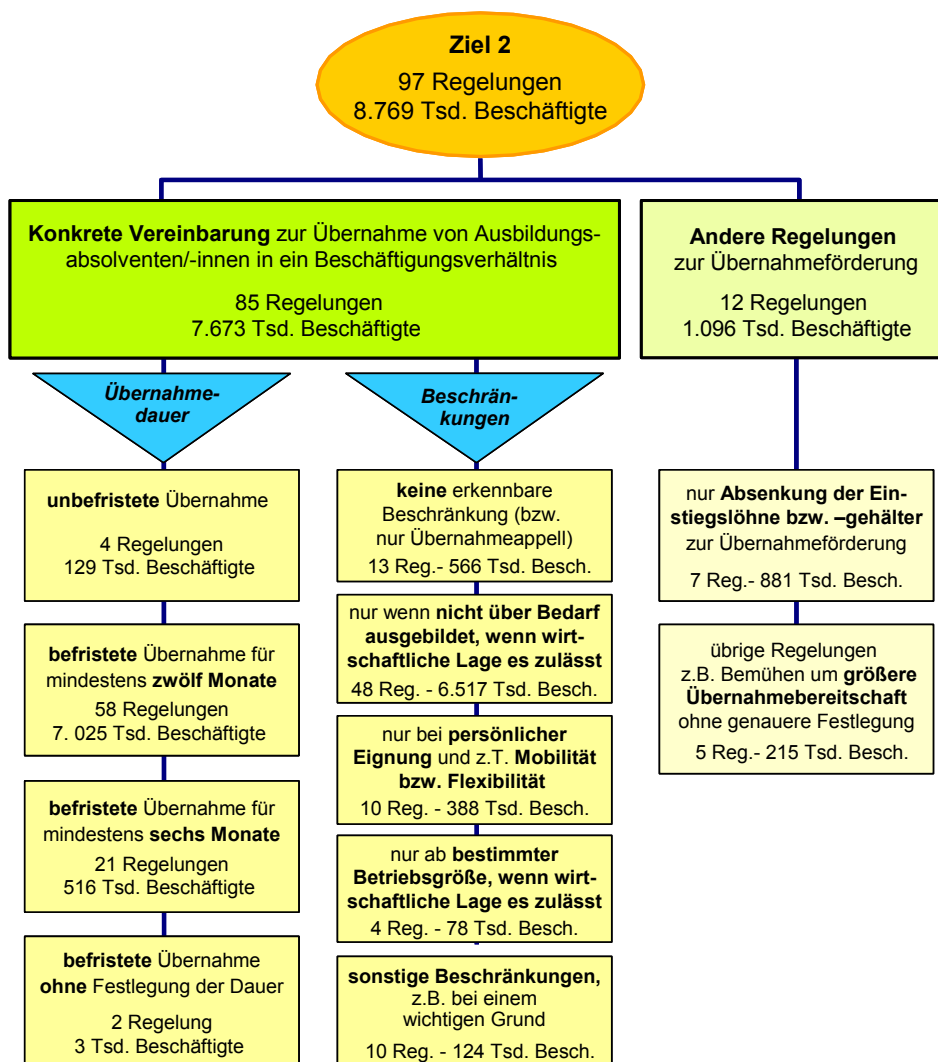 Ziel 2
97 Regelungen
8.769 Tsd. Beschäftigte
Konkrete Vereinbarung zur Übernahme von Ausbildungs-
absolventen/-innen in ein Beschäftigungsverhältnis
85 Regelungen
7.673 Tsd. Beschäftigte
Andere Regelungen
zur Übernahmeförderung
12 Regelungen
1.096 Tsd. Beschäftigte
Übernahme-
dauer
unbefristete Übernahme
4 Regelungen
129 Tsd. Beschäftigte
befristete Übernahme für
mindestens zwölf Monate
58 Regelungen
7. 025 Tsd. Beschäftigte
befristete Übernahme für
mindestens sechs Monate
21 Regelungen
516 Tsd. Beschäftigte
befristete Übernahme
ohne Festlegung der Dauer
2 Regelung
3 Tsd. Beschäftigte
Beschrän-
kungen
keine erkennbare
Beschränkung (bzw.
nur Übernahmeappell)
13 Reg.- 566 Tsd. Besch.
nur wenn nicht über Bedarf
ausgebildet, wenn wirt-
schaftliche Lage es zulässt
48 Reg. - 6.517 Tsd. Besch.
nur bei persönlicher
Eignung und z.T. Mobilität
bzw. Flexibilität
10 Reg. - 388 Tsd. Besch.
nur ab bestimmter
Betriebsgröße, wenn wirt-
schaftliche Lage es zulässt
4 Reg. - 78 Tsd. Besch.
sonstige Beschränkungen,
z.B. bei einem
wichtigen Grund
10 Reg. - 124 Tsd. Besch.
nur Absenkung der Ein-
stiegslöhne bzw. –gehälter
zur Übernahmeförderung
7 Reg.- 881 Tsd. Besch.
übrige Regelungen
z.B. Bemühen um größere
Übernahmebereitschaft
ohne genauere Festlegung
5 Reg.- 215 Tsd. Besch.